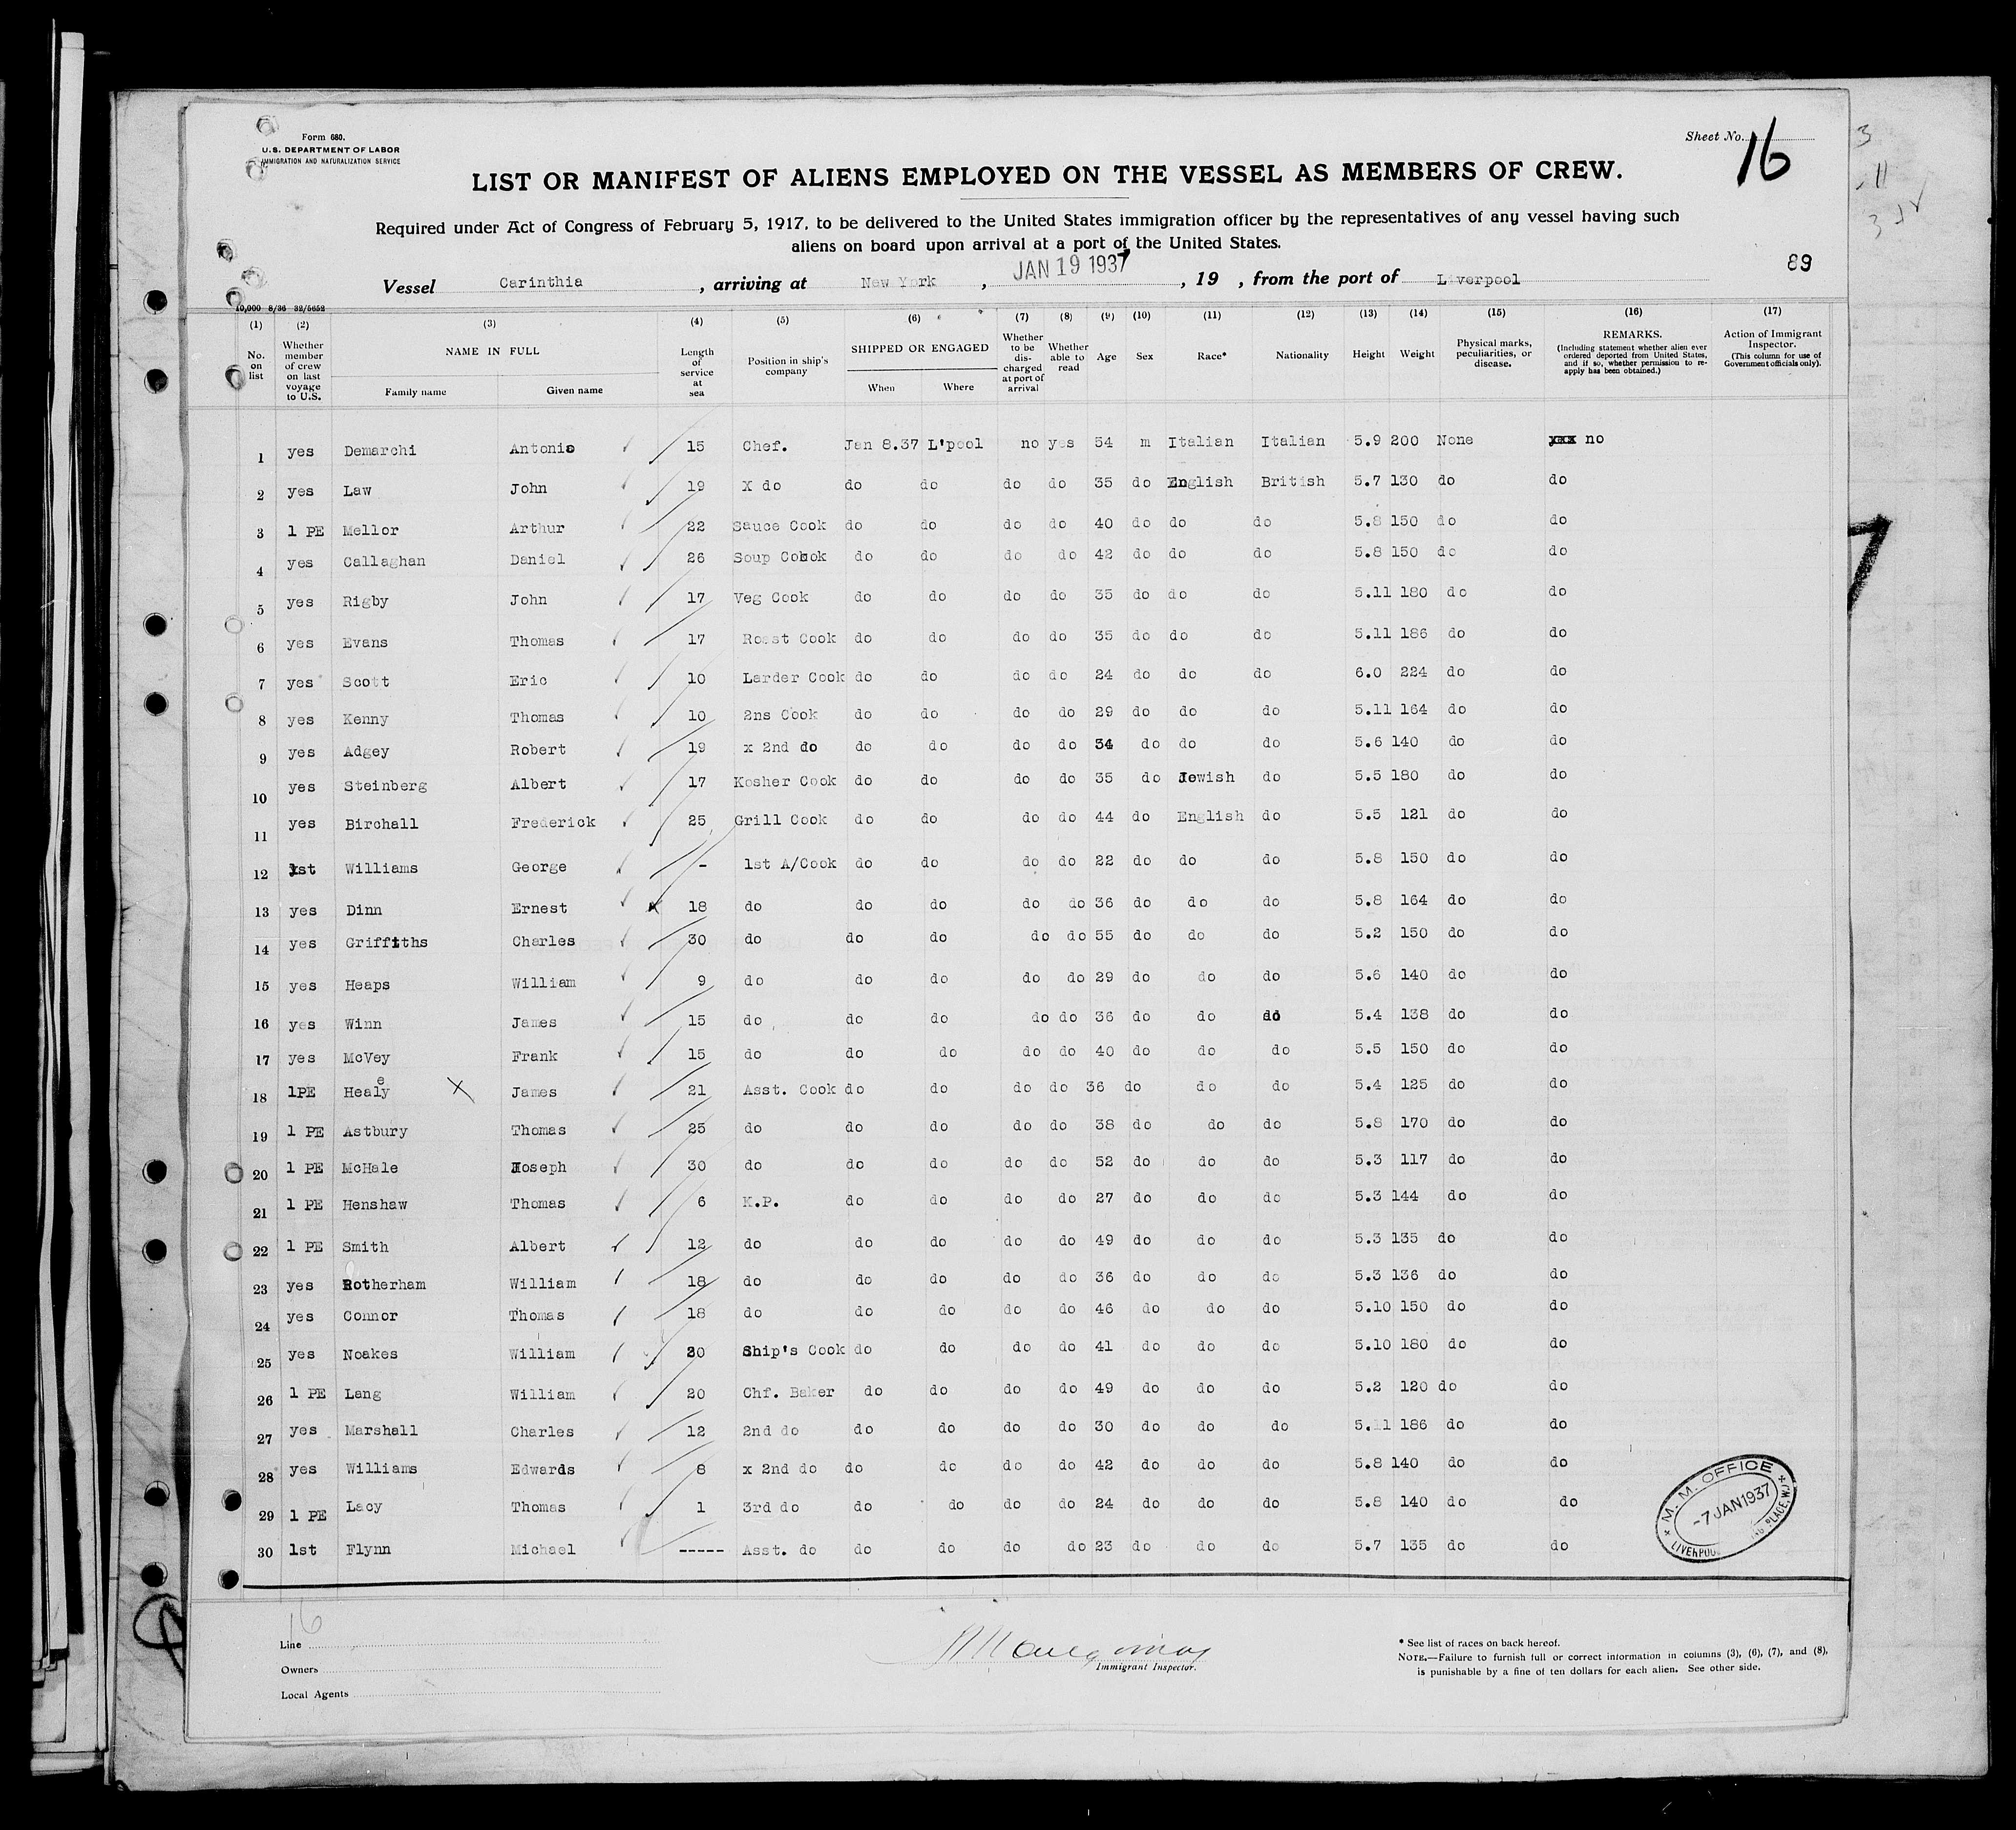 Form 680.
U.S. DEPARTMENT OF LABOR
IMMIGRATION AND NATURALIZATION SERVICE
Sheet No. 16
LIST OR MANIFEST OF ALIENS EMPLOYED ON THE VESSEL AS MEMBERS OF CREW.
Required under Act of Congress of February 5, 1917, to be delivered to the United States immigration officer by the representatives of any vessel having such
aliens on board upon arrival at a port of the United States.
89
Vessel Carinthia, arriving at New York, JAN 19 1937, 19 , from the port of Liverpool
10,000 8/36 32/5652
(1) (2) (3) (4) (5) (6) (7) (8) (9) (10) (11) (12) (13) (14) (15) (16) (17)
No. on list
Whether member of crew on last voyage to U.S.
NAME IN FULL
Family name Given name
Length of service at sea
Position in ship's company
SHIPPED OR ENGAGED
When Where
Whether to be discharged at port of arrival
Whether able to read
Age
Sex
Race*
Nationality
Height
Weight
Physical marks, peculiarities, or disease.
REMARKS.
(Including statement whether alien ever ordered deported from United States, and if so, whether permission to re-apply has been obtained.)
Action of Immigrant Inspector.
(This column for use of Government officials only).
1 yes Demarchi Antonio 15 Chef. Jan 8.37 L'pool no yes 54 m Italian Italian 5.9 200 None no
2 yes Law John 19 X do do do do do 35 do English British 5.7 130 do do
3 1 PE Mellor Arthur 22 Sauce Cook do do do do 40 do do do 5.8 150 do do
4 yes Callaghan Daniel 26 Soup Cook do do do do 42 do do do 5.8 150 do do
5 yes Rigby John 17 Veg Cook do do do do 35 do do do 5.11 180 do do
6 yes Evans Thomas 17 Roast Cook do do do do 35 do do do 5.11 186 do do
7 yes Scott Eric 10 Larder Cook do do do do 24 do do do 6.0 224 do do
8 yes Kenny Thomas 10 2ns Cook do do do do 29 do do do 5.11 164 do do
9 yes Adgey Robert 19 x 2nd do do do do do 34 do do do 5.6 140 do do
10 yes Steinberg Albert 17 Kosher Cook do do do do 35 do Jewish do 5.5 180 do do
11 yes Birchall Frederick 25 Grill Cook do do do do 44 do English do 5.5 121 do do
12 1st Williams George - 1st A/Cook do do do do 22 do do do 5.8 150 do do
13 yes Dinn Ernest 18 do do do do do 36 do do do 5.8 164 do do
14 yes Griffiths Charles 30 do do do do do 55 do do do 5.2 150 do do
15 yes Heaps William 9 do do do do do 29 do do do 5.6 140 do do
16 yes Winn James 15 do do do do do 36 do do do 5.4 138 do do
17 yes McVey Frank 15 do do do do do 40 do do do 5.5 150 do do
18 1PE Healey X James 21 Asst. Cook do do do do 36 do do do 5.4 125 do do
19 1 PE Astbury Thomas 25 do do do do do 38 do do do 5.8 170 do do
20 1 PE McHale Joseph 30 do do do do do 52 do do do 5.3 117 do do
21 1 PE Henshaw Thomas 6 K.P. do do do do 27 do do do 5.3 144 do do
22 1 PE Smith Albert 12 do do do do do 49 do do do 5.3 135 do do
23 yes Rotherham William 18 do do do do do 36 do do do 5.3 136 do do
24 yes Connor Thomas 18 do do do do do 46 do do do 5.10 150 do do
25 yes Noakes William 20 Ship's Cook do do do do 41 do do do 5.10 180 do do
26 1 PE Lang William 20 Chf. Baker do do do do 49 do do do 5.2 120 do do
27 yes Marshall Charles 12 2nd do do do do do 30 do do do 5.11 186 do do
28 yes Williams Edwards 8 x 2nd do do do do do 42 do do do 5.8 140 do do
29 1 PE Lacy Thomas 1 3rd do do do do do 24 do do do 5.8 140 do do
30 1st Flynn Michael ----- Asst. do do do do do 23 do do do 5.7 135 do do
M. M. OFFICE
-7 JAN 1937
16
Line
Owners
Local Agents
Immigrant Inspector.
* See list of races on back hereof.
NOTE.—Failure to furnish full or correct information in columns (3), (6), (7), and (8),
is punishable by a fine of ten dollars for each alien. See other side.